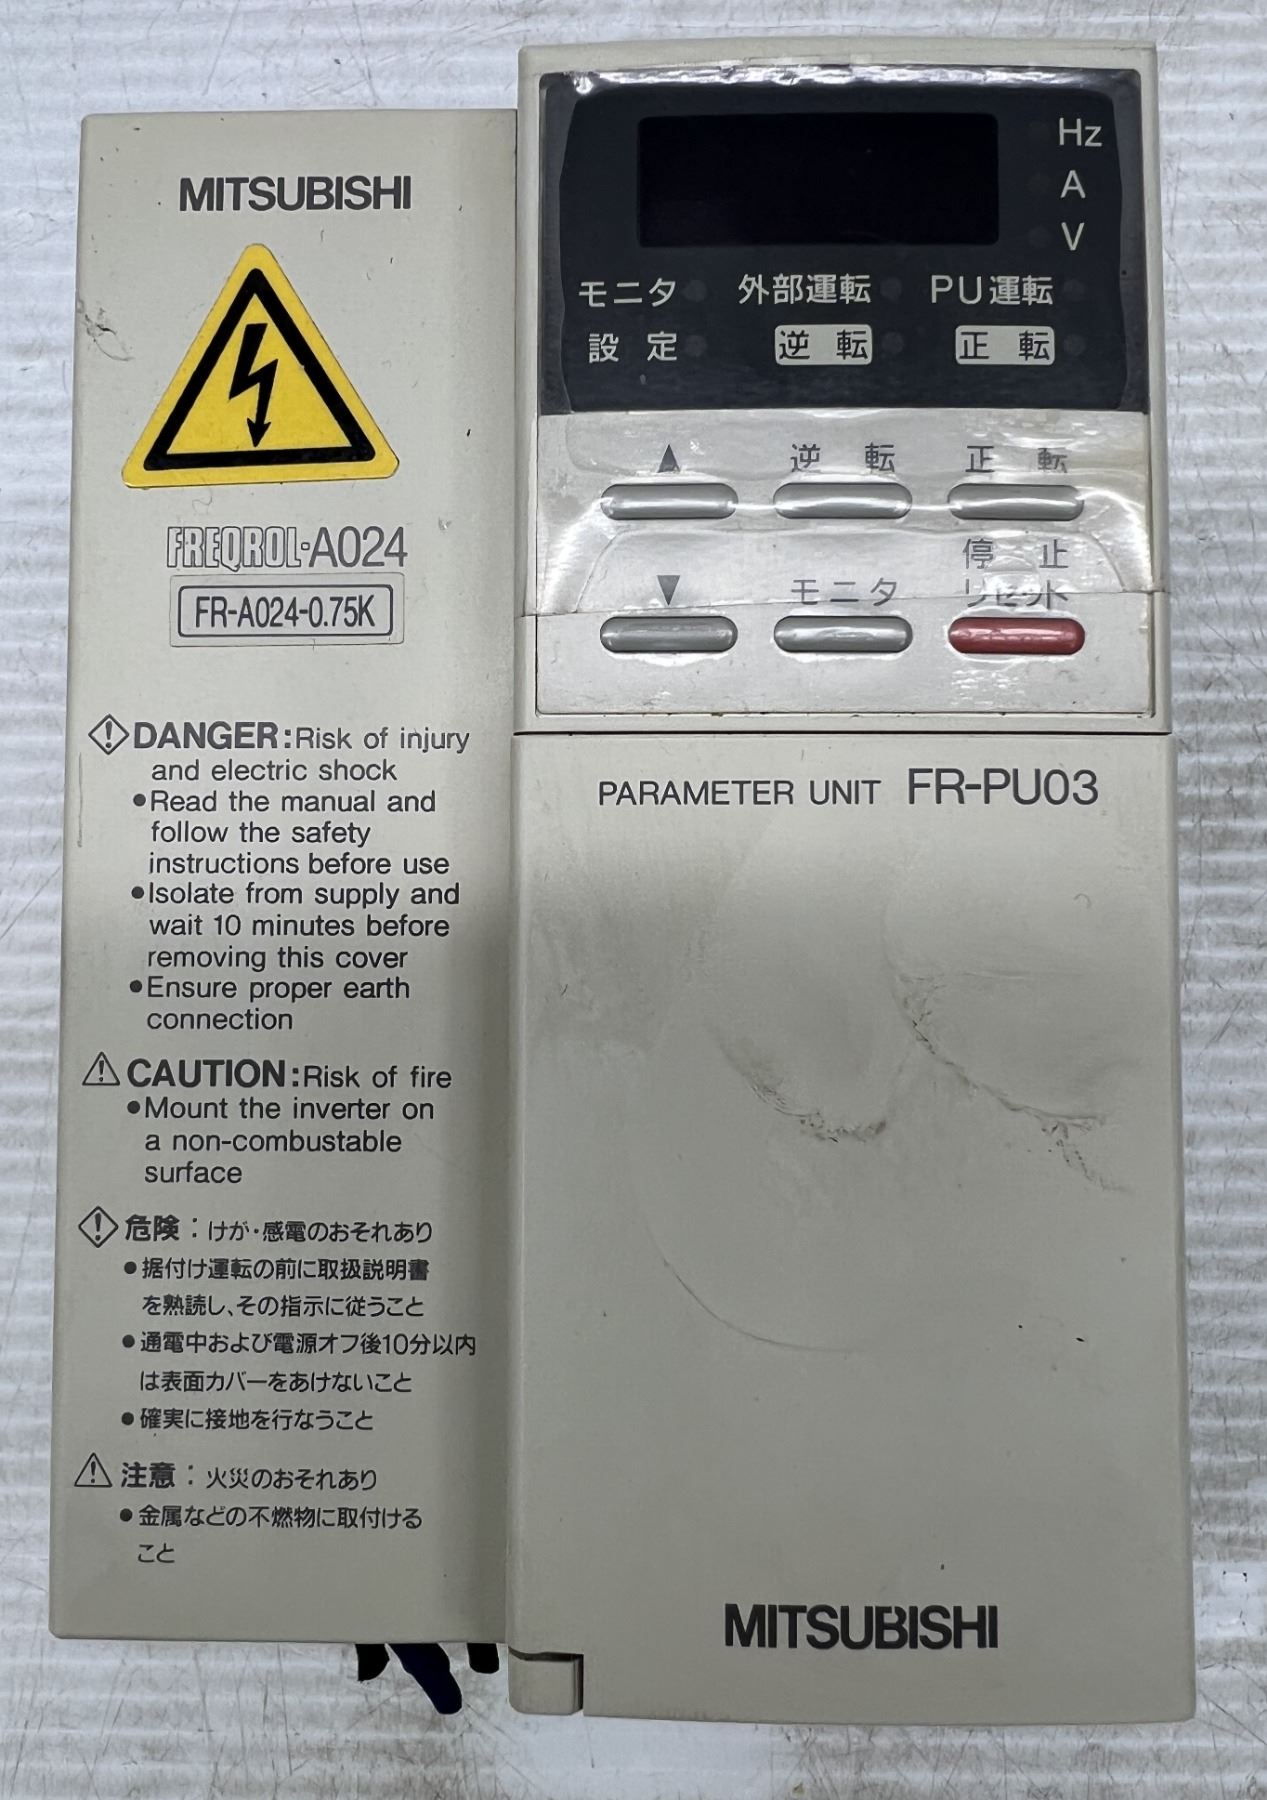 MITSUBISHI
FREQROL-A024
FR-A024-0.75K
DANGER:Risk of injury
and electric shock
●Read the manual and
follow the safety
instructions before use
●Isolate from supply and
wait 10 minutes before
removing this cover
●Ensure proper earth
connection
CAUTION:Risk of fire
●Mount the inverter on
a non-combustable
surface
危険：けが・感電のおそれあり
●据付け運転の前に取扱説明書
を熟読し、その指示に従うこと
●通電中および電源オフ後10分以内
は表面カバーをあけないこと
●確実に接地を行なうこと
注意：火災のおそれあり
●金属などの不燃物に取付ける
こと
Hz
A
V
モニタ 外部運転 PU運転
設定 逆転 正転
▲ 逆転 正転
停止
▼ モニタ リセット
PARAMETER UNIT FR-PU03
MITSUBISHI